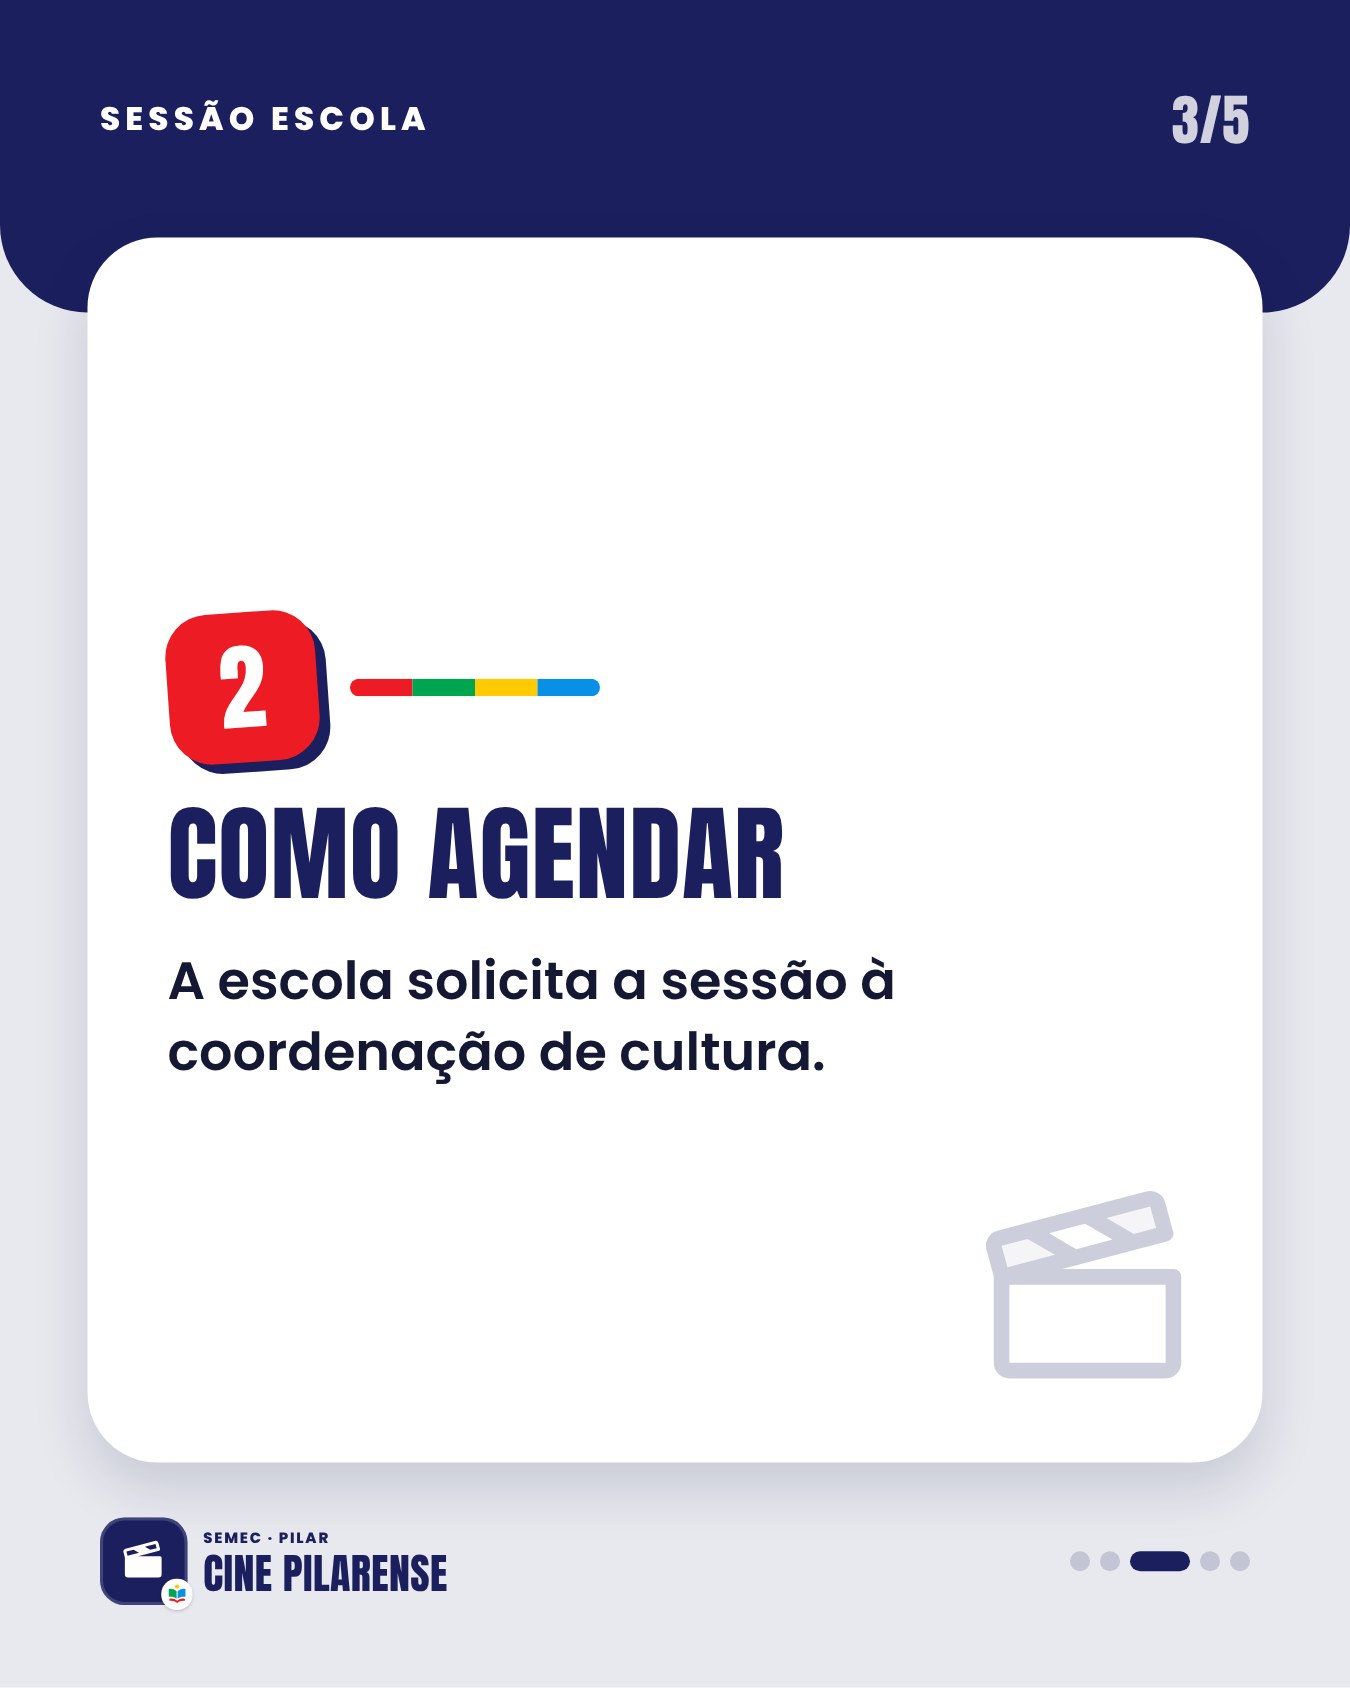 SESSÃO ESCOLA
3/5
2
COMO AGENDAR
A escola solicita a sessão à
coordenação de cultura.
SEMEC · PILAR
CINE PILARENSE